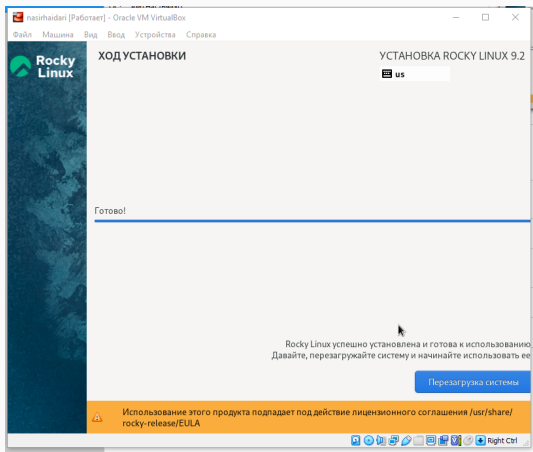 nasirhaidari [Работает] - Oracle VM VirtualBox
Файл Машина Вид Ввод Устройства Справка
Rocky
Linux
ХОД УСТАНОВКИ
УСТАНОВКА ROCKY LINUX 9.2
us
Готово!
Rocky Linux успешно установлена и готова к использованию
Давайте, перезагружайте систему и начинайте использовать ее
Перезагрузка системы
Использование этого продукта подпадает под действие лицензионного соглашения /usr/share/
rocky-release/EULA
Right Ctrl